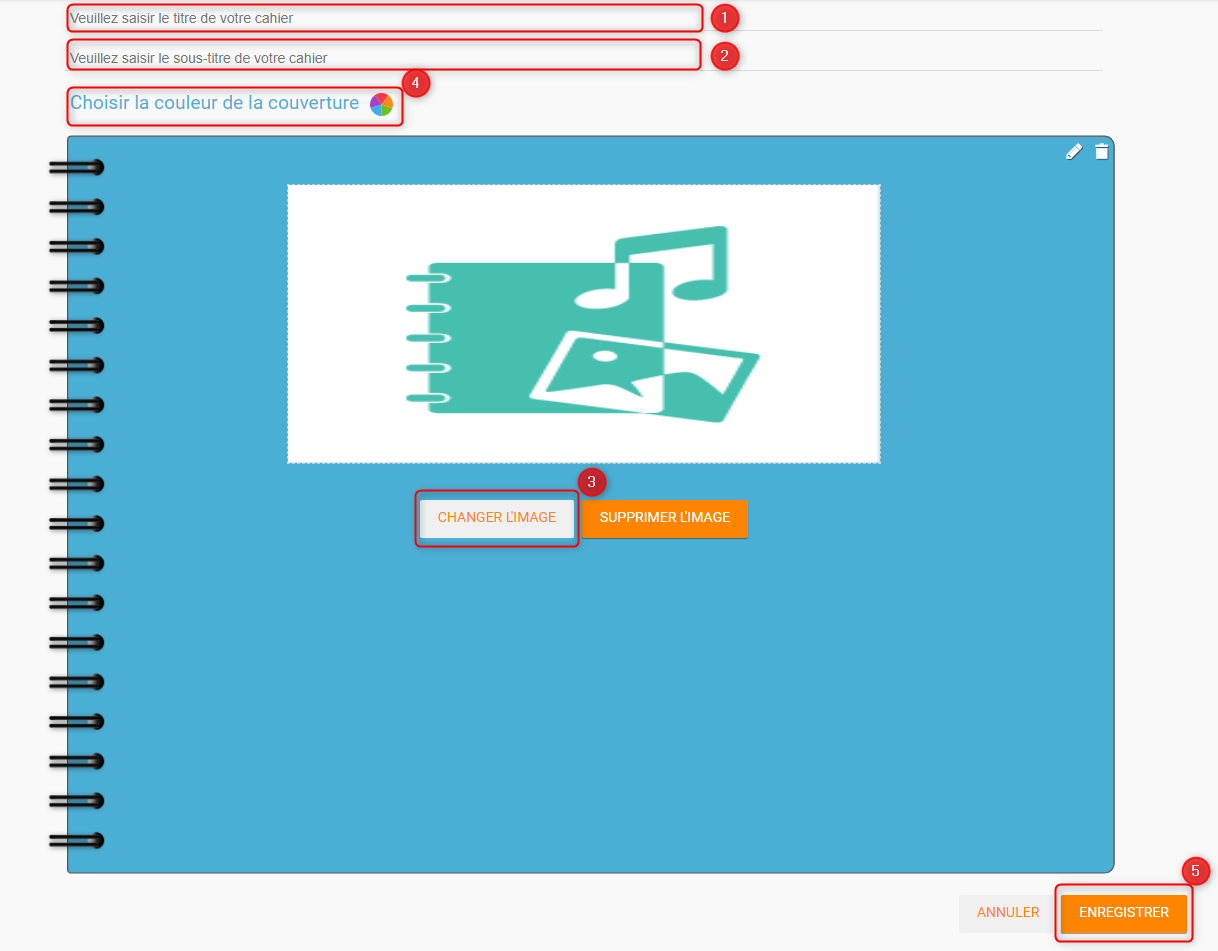 Veuillez saisir le titre de votre cahier
1
Veuillez saisir le sous-titre de votre cahier
2
4
Choisir la couleur de la couverture
3
CHANGER L'IMAGE
SUPPRIMER L'IMAGE
5
ANNULER
ENREGISTRER